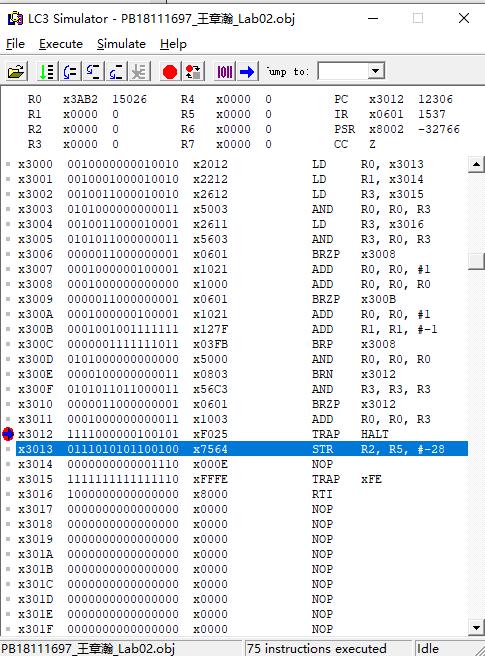 LC3 Simulator - PB18111697_王章瀚_Lab02.obj
File Execute Simulate Help
Jump to:
R0 x3AB2 15026 R4 x0000 0 PC x3012 12306
R1 x0000 0 R5 x0000 0 IR x0601 1537
R2 x0000 0 R6 x0000 0 PSR x8002 -32766
R3 x0000 0 R7 x0000 0 CC Z
x3000 0010000000010010 x2012 LD R0, x3013
x3001 0010001000010010 x2212 LD R1, x3014
x3002 0010011000010010 x2612 LD R3, x3015
x3003 0101000000000011 x5003 AND R0, R0, R3
x3004 0010011000010001 x2611 LD R3, x3016
x3005 0101011000000011 x5603 AND R3, R0, R3
x3006 0000011000000001 x0601 BRZP x3008
x3007 0001000000100001 x1021 ADD R0, R0, #1
x3008 0001000000000000 x1000 ADD R0, R0, R0
x3009 0000011000000001 x0601 BRZP x300B
x300A 0001000000100001 x1021 ADD R0, R0, #1
x300B 0001001001111111 x127F ADD R1, R1, #-1
x300C 0000001111111011 x03FB BRP x3008
x300D 0101000000000000 x5000 AND R0, R0, R0
x300E 0000100000000011 x0803 BRN x3012
x300F 0101011011000011 x56C3 AND R3, R3, R3
x3010 0000011000000001 x0601 BRZP x3012
x3011 0001000000000011 x1003 ADD R0, R0, R3
x3012 1111000000100101 xF025 TRAP HALT
x3013 0111010101100100 x7564 STR R2, R5, #-28
x3014 0000000000001110 x000E NOP
x3015 1111111111111110 xFFFE TRAP xFE
x3016 1000000000000000 x8000 RTI
x3017 0000000000000000 x0000 NOP
x3018 0000000000000000 x0000 NOP
x3019 0000000000000000 x0000 NOP
x301A 0000000000000000 x0000 NOP
x301B 0000000000000000 x0000 NOP
x301C 0000000000000000 x0000 NOP
x301D 0000000000000000 x0000 NOP
x301E 0000000000000000 x0000 NOP
x301F 0000000000000000 x0000 NOP
PB18111697_王章瀚_Lab02.obj 75 instructions executed Idle